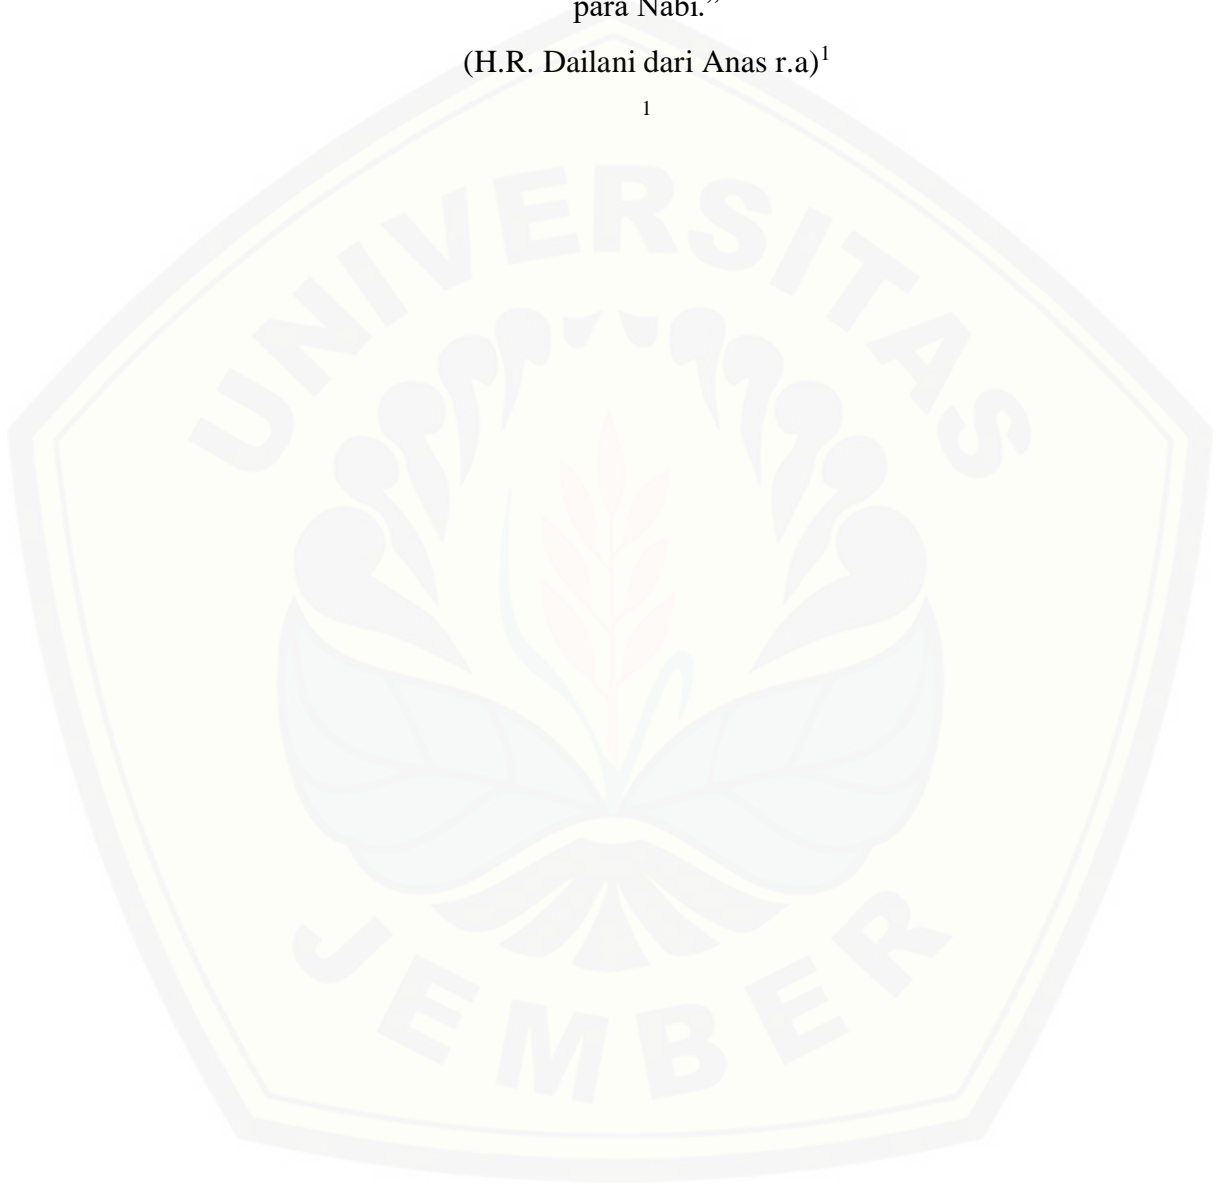 para Nabi.”
(H.R. Dailani dari Anas r.a)1
1
UNIVERSITAS
JEMBER